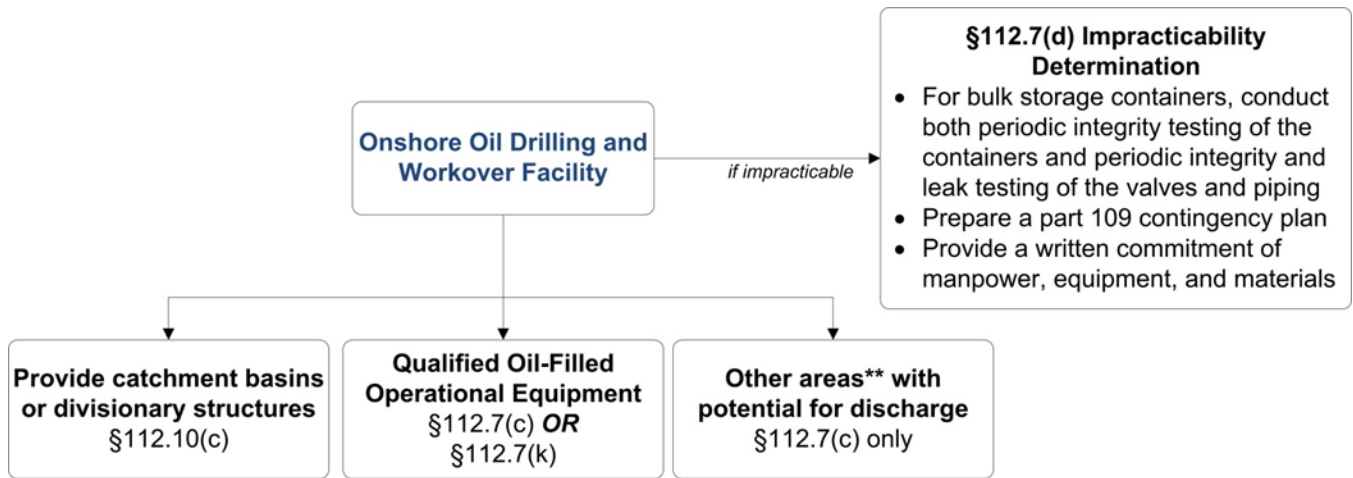 Onshore Oil Drilling and
Workover Facility
if impracticable
§112.7(d) Impracticability
Determination
• For bulk storage containers, conduct
both periodic integrity testing of the
containers and periodic integrity and
leak testing of the valves and piping
• Prepare a part 109 contingency plan
• Provide a written commitment of
manpower, equipment, and materials
Provide catchment basins
or divisionary structures
§112.10(c)
Qualified Oil-Filled
Operational Equipment
§112.7(c) OR
§112.7(k)
Other areas** with
potential for discharge
§112.7(c) only